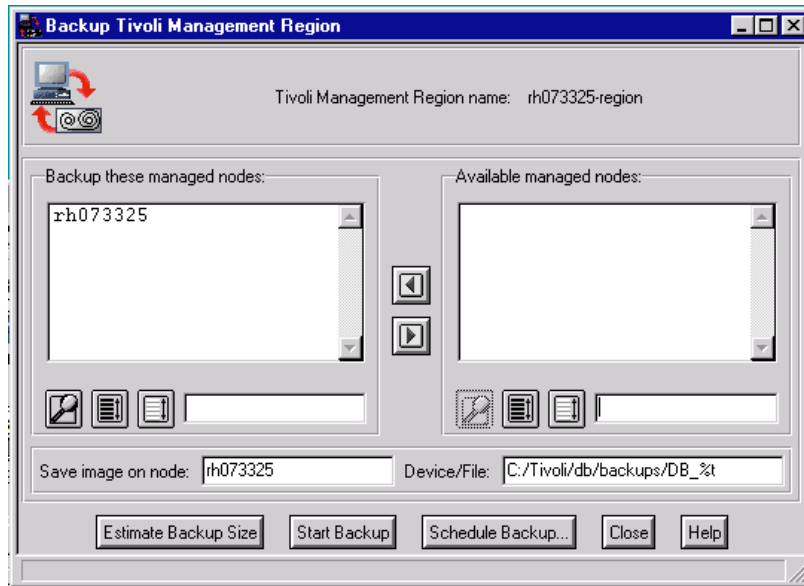 Backup Tivoli Management Region
Tivoli Management Region name: rh073325-region
Backup these managed nodes:
Available managed nodes:
rh073325
Save image on node: rh073325 Device/File: C:/Tivoli/db/backups/DB_%t
Estimate Backup Size Start Backup Schedule Backup... Close Help